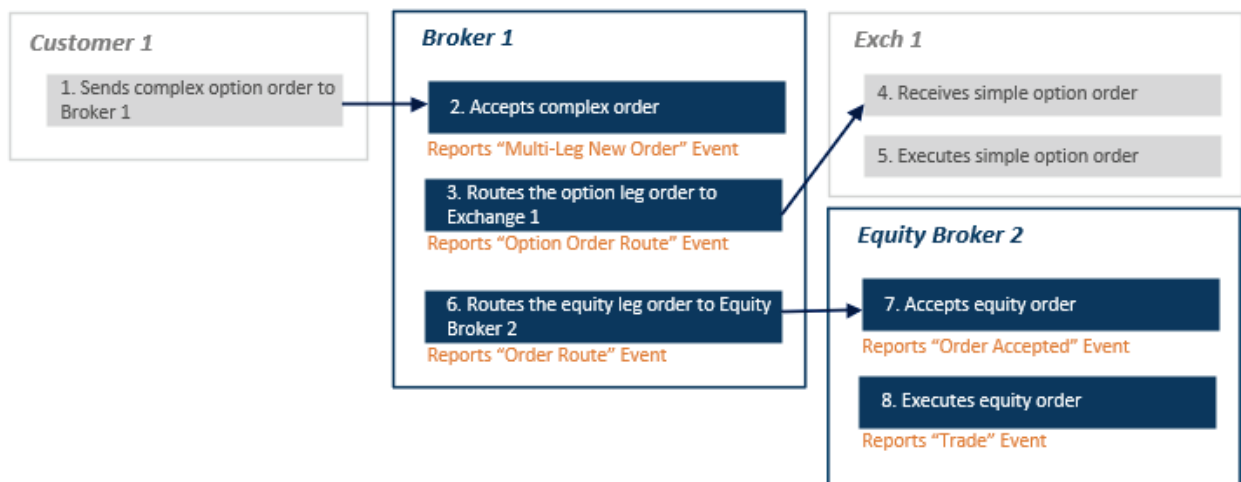 Customer 1
1. Sends complex option order to
Broker 1
Broker 1
2. Accepts complex order
Reports “Multi-Leg New Order” Event
3. Routes the option leg order to
Exchange 1
Reports “Option Order Route” Event
6. Routes the equity leg order to Equity
Broker 2
Reports “Order Route” Event
Exch 1
4. Receives simple option order
5. Executes simple option order
Equity Broker 2
7. Accepts equity order
Reports “Order Accepted” Event
8. Executes equity order
Reports “Trade” Event